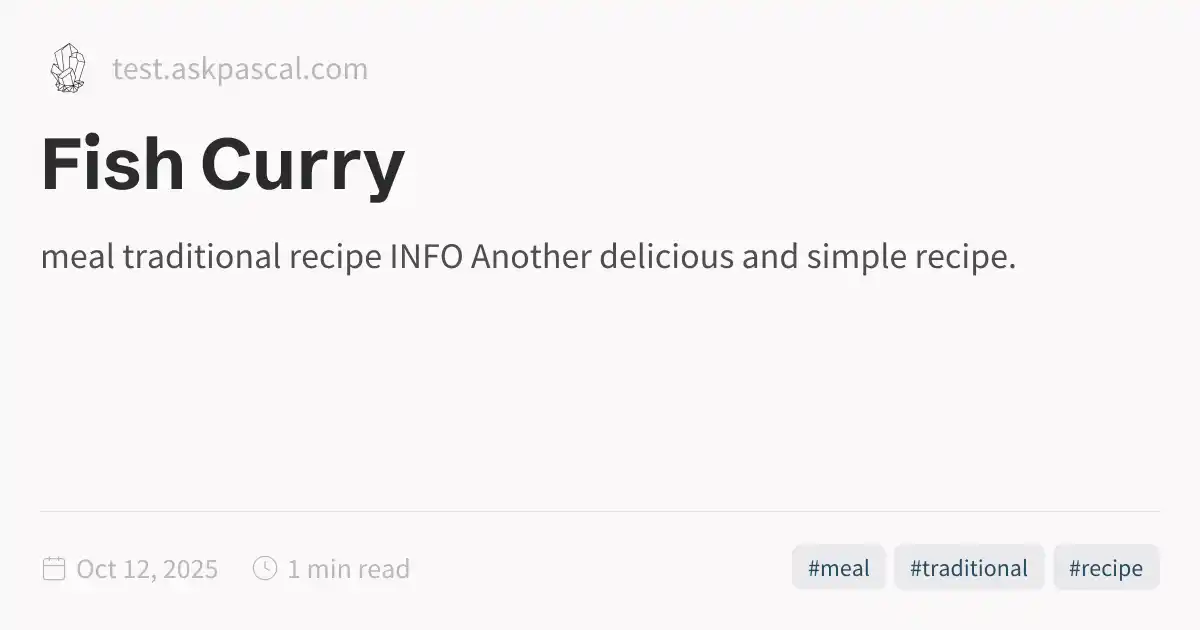 test.askpascal.com
Fish Curry
meal traditional recipe INFO Another delicious and simple recipe.
Oct 12, 2025 1 min read #meal #traditional #recipe